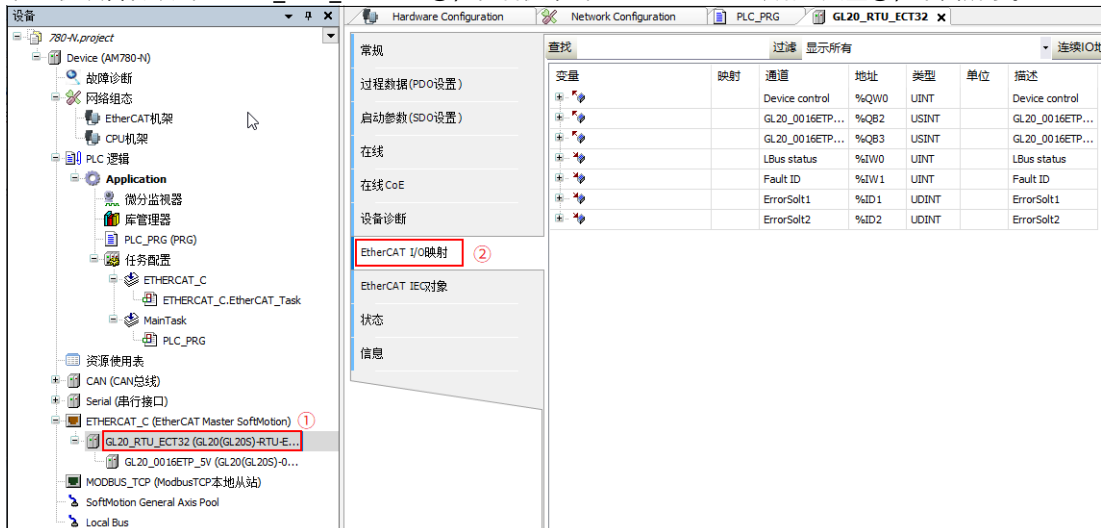 设备
Hardware Configuration
Network Configuration
PLC_PRG
GL20_RTU_ECT32
780-N.project
Device (AM780-N)
故障诊断
网络组态
EtherCAT机架
CPU机架
PLC 逻辑
Application
微分监视器
库管理器
PLC_PRG (PRG)
任务配置
ETHERCAT_C
ETHERCAT_C.EtherCAT_Task
MainTask
PLC_PRG
资源使用表
CAN (CAN总线)
Serial (串行接口)
ETHERCAT_C (EtherCAT Master SoftMotion) ①
GL20_RTU_ECT32 (GL20(GL20S)-RTU-E...
GL20_0016ETP_5V (GL20(GL20S)-0...
MODBUS_TCP (ModbusTCP本地从站)
SoftMotion General Axis Pool
Local Bus
常规
过程数据(PDO设置)
启动参数(SDO设置)
在线
在线CoE
设备诊断
EtherCAT I/O映射 ②
EtherCAT IEC对象
状态
信息
查找 过滤 显示所有 连续IO地
变量 映射 通道 地址 类型 单位 描述
Device control %QW0 UINT Device control
GL20_0016ETP... %QB2 USINT GL20_0016ETP...
GL20_0016ETP... %QB3 USINT GL20_0016ETP...
LBus status %IW0 UINT LBus status
Fault ID %IW1 UINT Fault ID
ErrorSolt1 %ID1 UDINT ErrorSolt1
ErrorSolt2 %ID2 UDINT ErrorSolt2